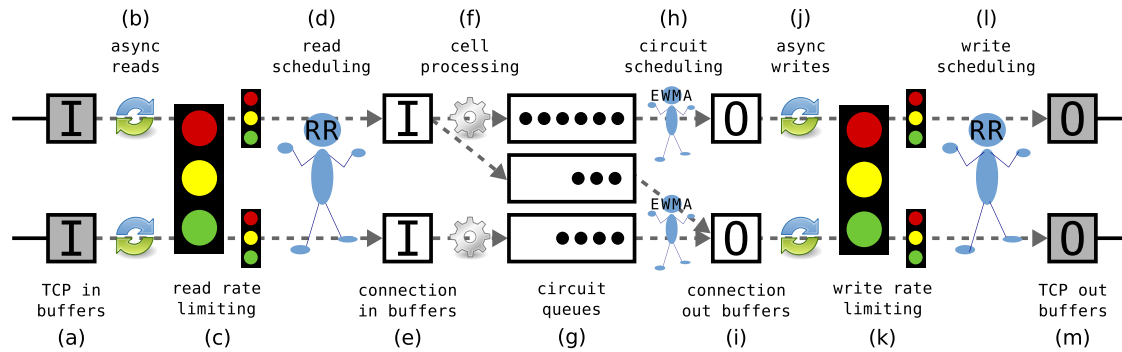 (b)
(d)
(f)
(h)
(j)
(l)
async
reads
read
scheduling
cell
processing
circuit
scheduling
async
writes
write
scheduling
I
RR
I
EWMA
O
RR
O
I
I
EWMA
O
O
TCP in
buffers
read rate
limiting
connection
in buffers
circuit
queues
connection
out buffers
write rate
limiting
TCP out
buffers
(a)
(c)
(e)
(g)
(i)
(k)
(m)